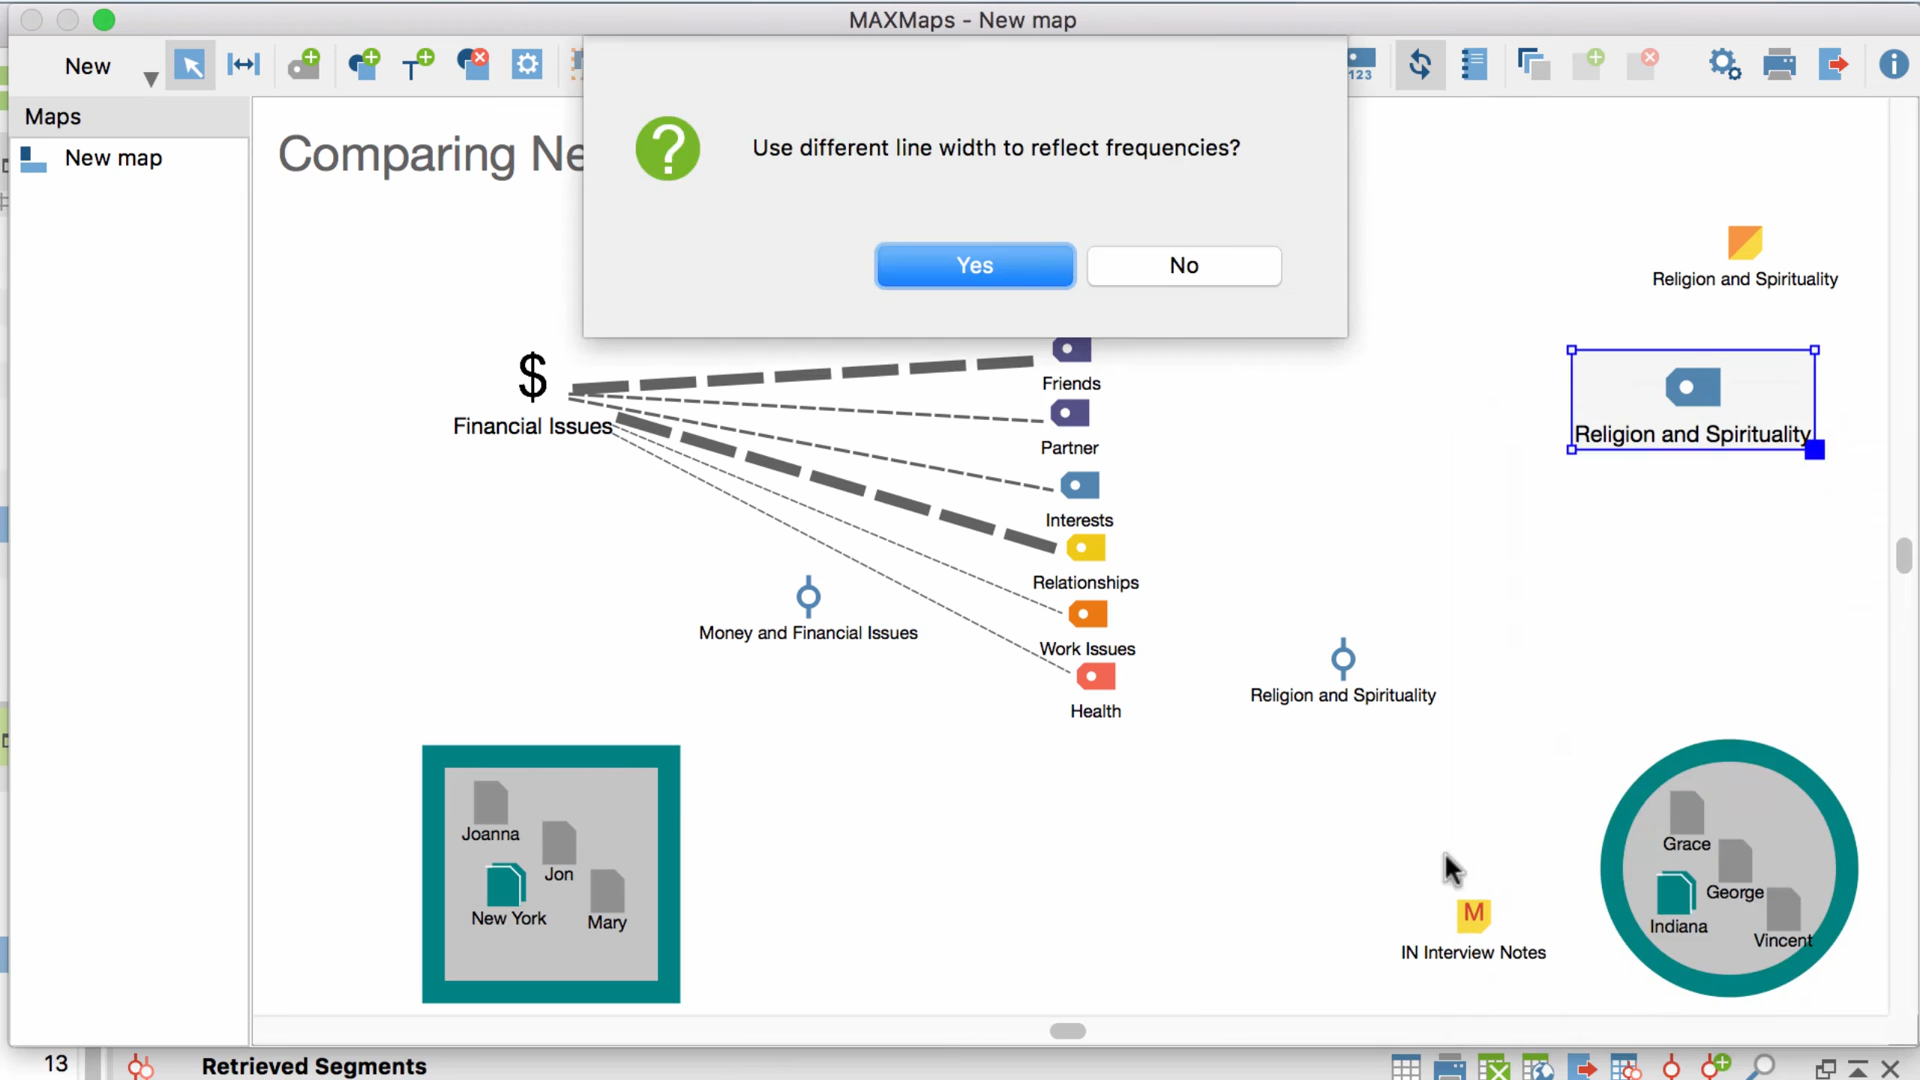 MAXMaps - New map
New
123
Maps
New map
Comparing Ne
Use different line width to reflect frequencies?
Yes
No
Religion and Spirituality
$
Financial Issues
Friends
Partner
Interests
Relationships
Work Issues
Health
Religion and Spirituality
Money and Financial Issues
Religion and Spirituality
Joanna
Jon
New York
Mary
M
IN Interview Notes
Grace
George
Indiana
Vincent
13
Retrieved Segments